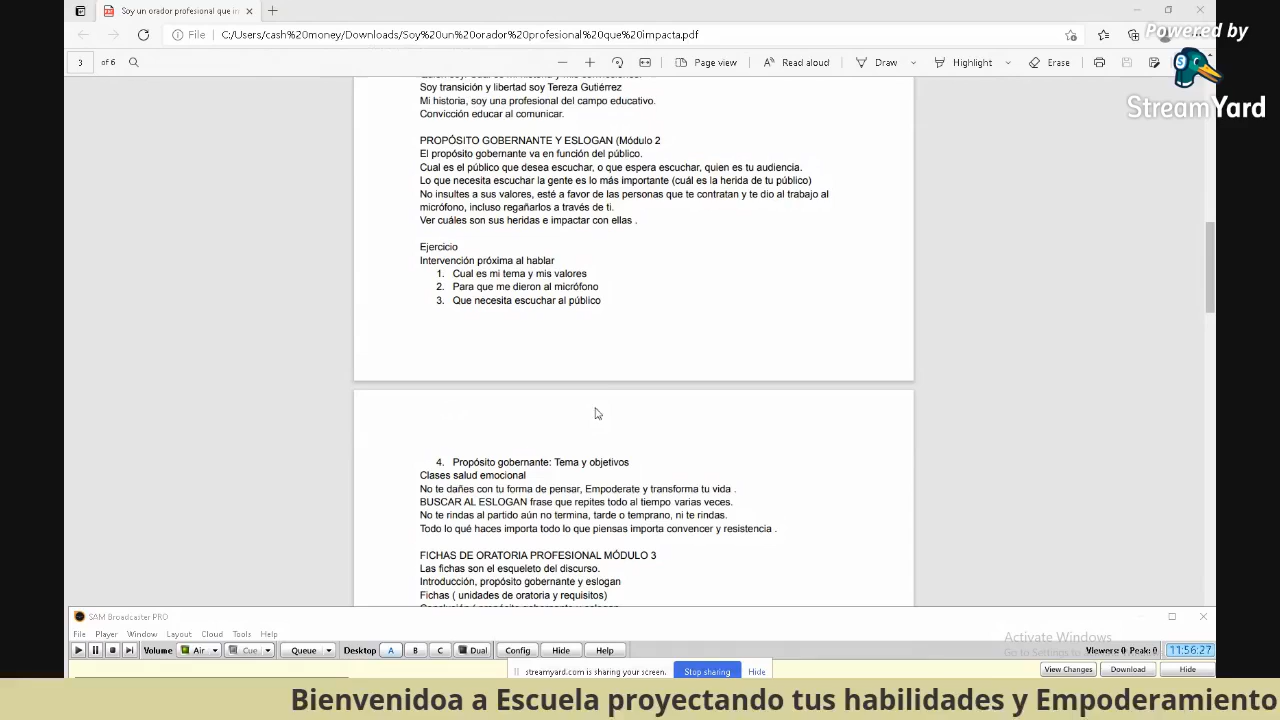 Soy un orador profesional que im
Powered by
File
C:/Users/cash%20money/Downloads/Soy%20un%20orador%20profesional%20que%20impacta.pdf
3 of 6
Page view
Read aloud
Draw
Highlight
Erase
StreamYard
Soy transición y libertad soy Tereza Gutiérrez
Mi historia, soy una profesional del campo educativo.
Convicción educar al comunicar.
PROPÓSITO GOBERNANTE Y ESLOGAN (Módulo 2
El propósito gobernante va en función del público.
Cual es el público que desea escuchar, o que espera escuchar, quien es tu audiencia.
Lo que necesita escuchar la gente es lo más importante (cuál es la herida de tu público)
No insultes a sus valores, esté a favor de las personas que te contratan y te dio al trabajo al
micrófono, incluso regañarlos a través de ti.
Ver cuáles son sus heridas e impactar con ellas .
Ejercicio
Intervención próxima al hablar
1. Cual es mi tema y mis valores
2. Para que me dieron al micrófono
3. Que necesita escuchar al público
4. Propósito gobernante: Tema y objetivos
Clases salud emocional
No te dañes con tu forma de pensar, Empoderate y transforma tu vida .
BUSCAR AL ESLOGAN frase que repites todo al tiempo varias veces.
No te rindas al partido aún no termina, tarde o temprano, ni te rindas.
Todo lo qué haces importa todo lo que piensas importa convencer y resistencia .
FICHAS DE ORATORIA PROFESIONAL MÓDULO 3
Las fichas son el esqueleto del discurso.
Introducción, propósito gobernante y eslogan
Fichas ( unidades de oratoria y requisitos)
SAM Broadcaster PRO
File Player Window Layout Cloud Tools Help
Volume Air Cue Queue Desktop A B C Dual Config Hide Help
Activate Windows
Go to Settings to
Viewers: 0 Peak: 0 11:56:27
streamyard.com is sharing your screen. Stop sharing Hide
View Changes Download Hide
Bienvenidoa a Escuela proyectando tus habilidades y Empoderamiento